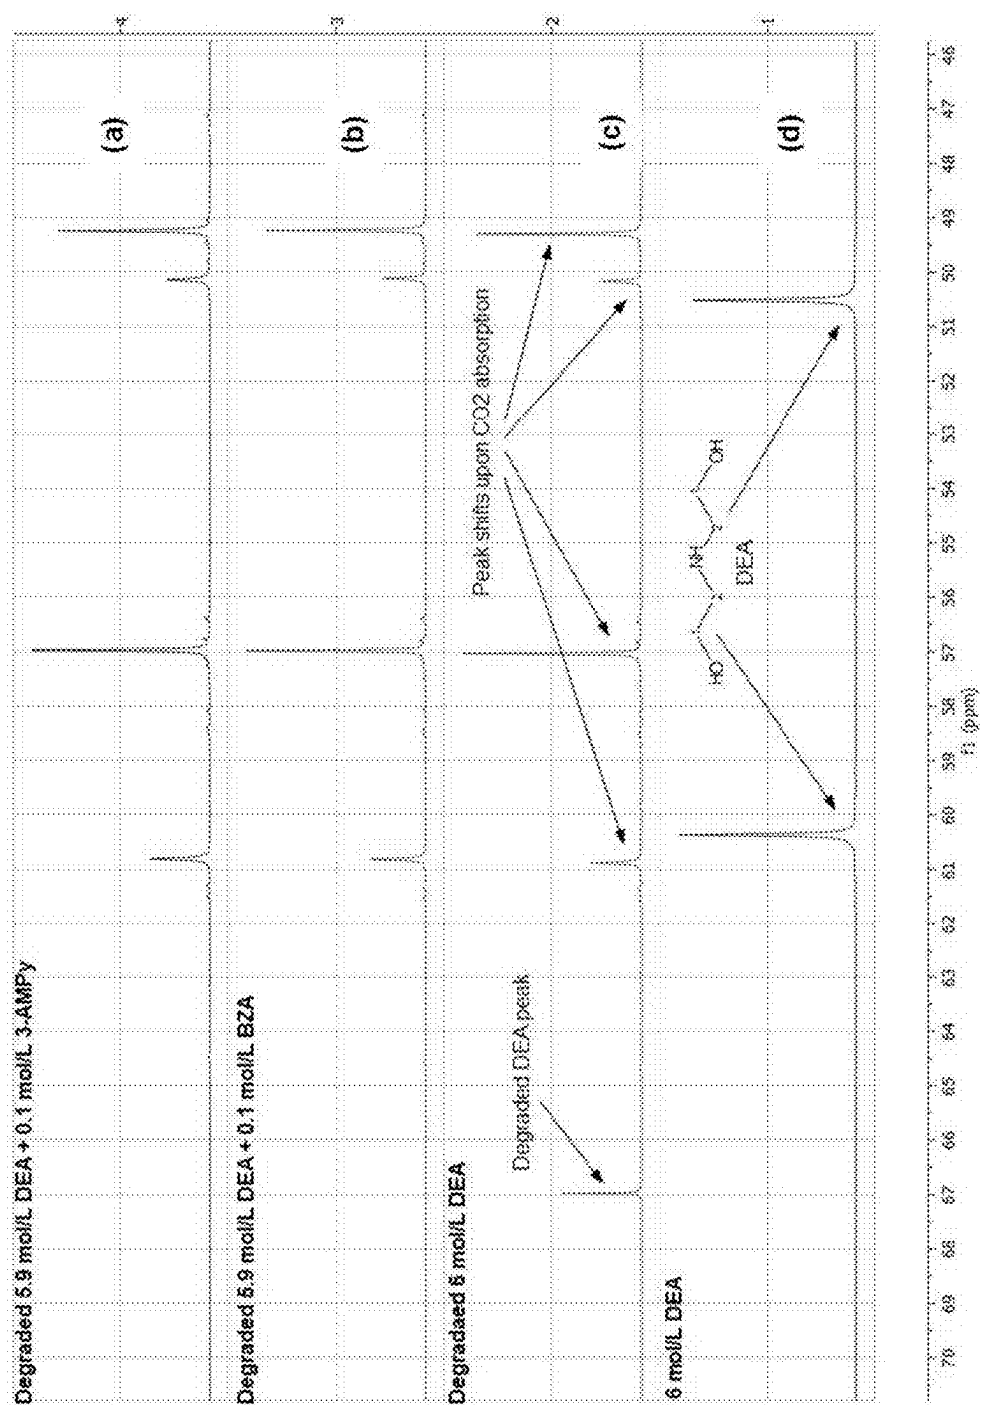 Degraded 5.9 mol/L DEA + 0.1 mol/L 3-AMPy
(a)
4
Degraded 5.9 mol/L DEA + 0.1 mol/L BZA
(b)
3
Degradaed 6 mol/L DEA
Peak shifts upon CO2 absorption
Degraded DEA peak
(c)
2
6 mol/L DEA
HO
NH
OH
DEA
(d)
1
70 69 68 67 66 65 64 63 62 61 60 59 58 57 56 55 54 53 52 51 50 49 48 47 46
f1 (ppm)